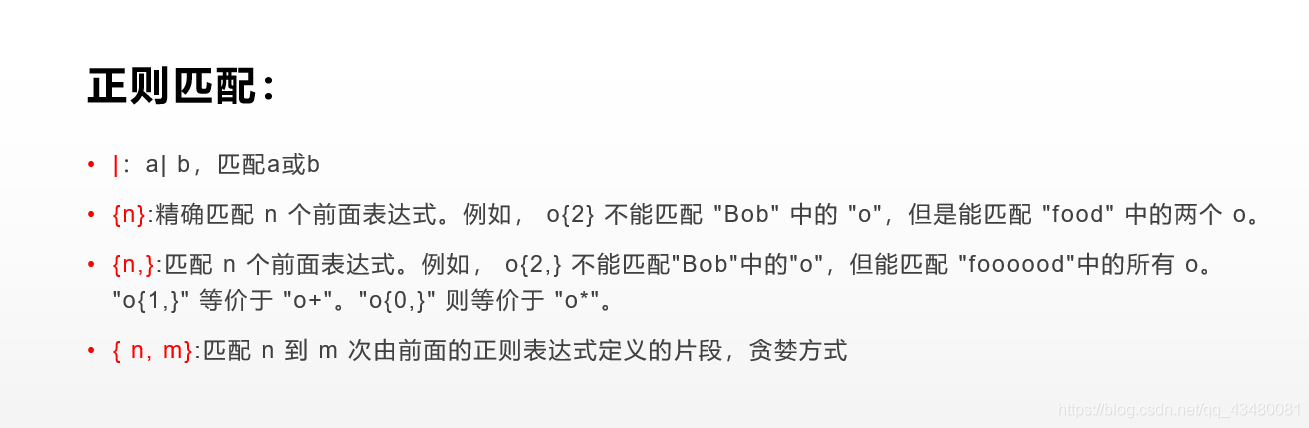 正则匹配：
• |：a| b，匹配a或b
• {n}:精确匹配 n 个前面表达式。例如， o{2} 不能匹配 "Bob" 中的 "o"，但是能匹配 "food" 中的两个 o。
• {n,}:匹配 n 个前面表达式。例如， o{2,} 不能匹配"Bob"中的"o"，但能匹配 "foooood"中的所有 o。
"o{1,}" 等价于 "o+"。"o{0,}" 则等价于 "o*"。
• { n, m}:匹配 n 到 m 次由前面的正则表达式定义的片段，贪婪方式
https://blog.csdn.net/qq_43480081